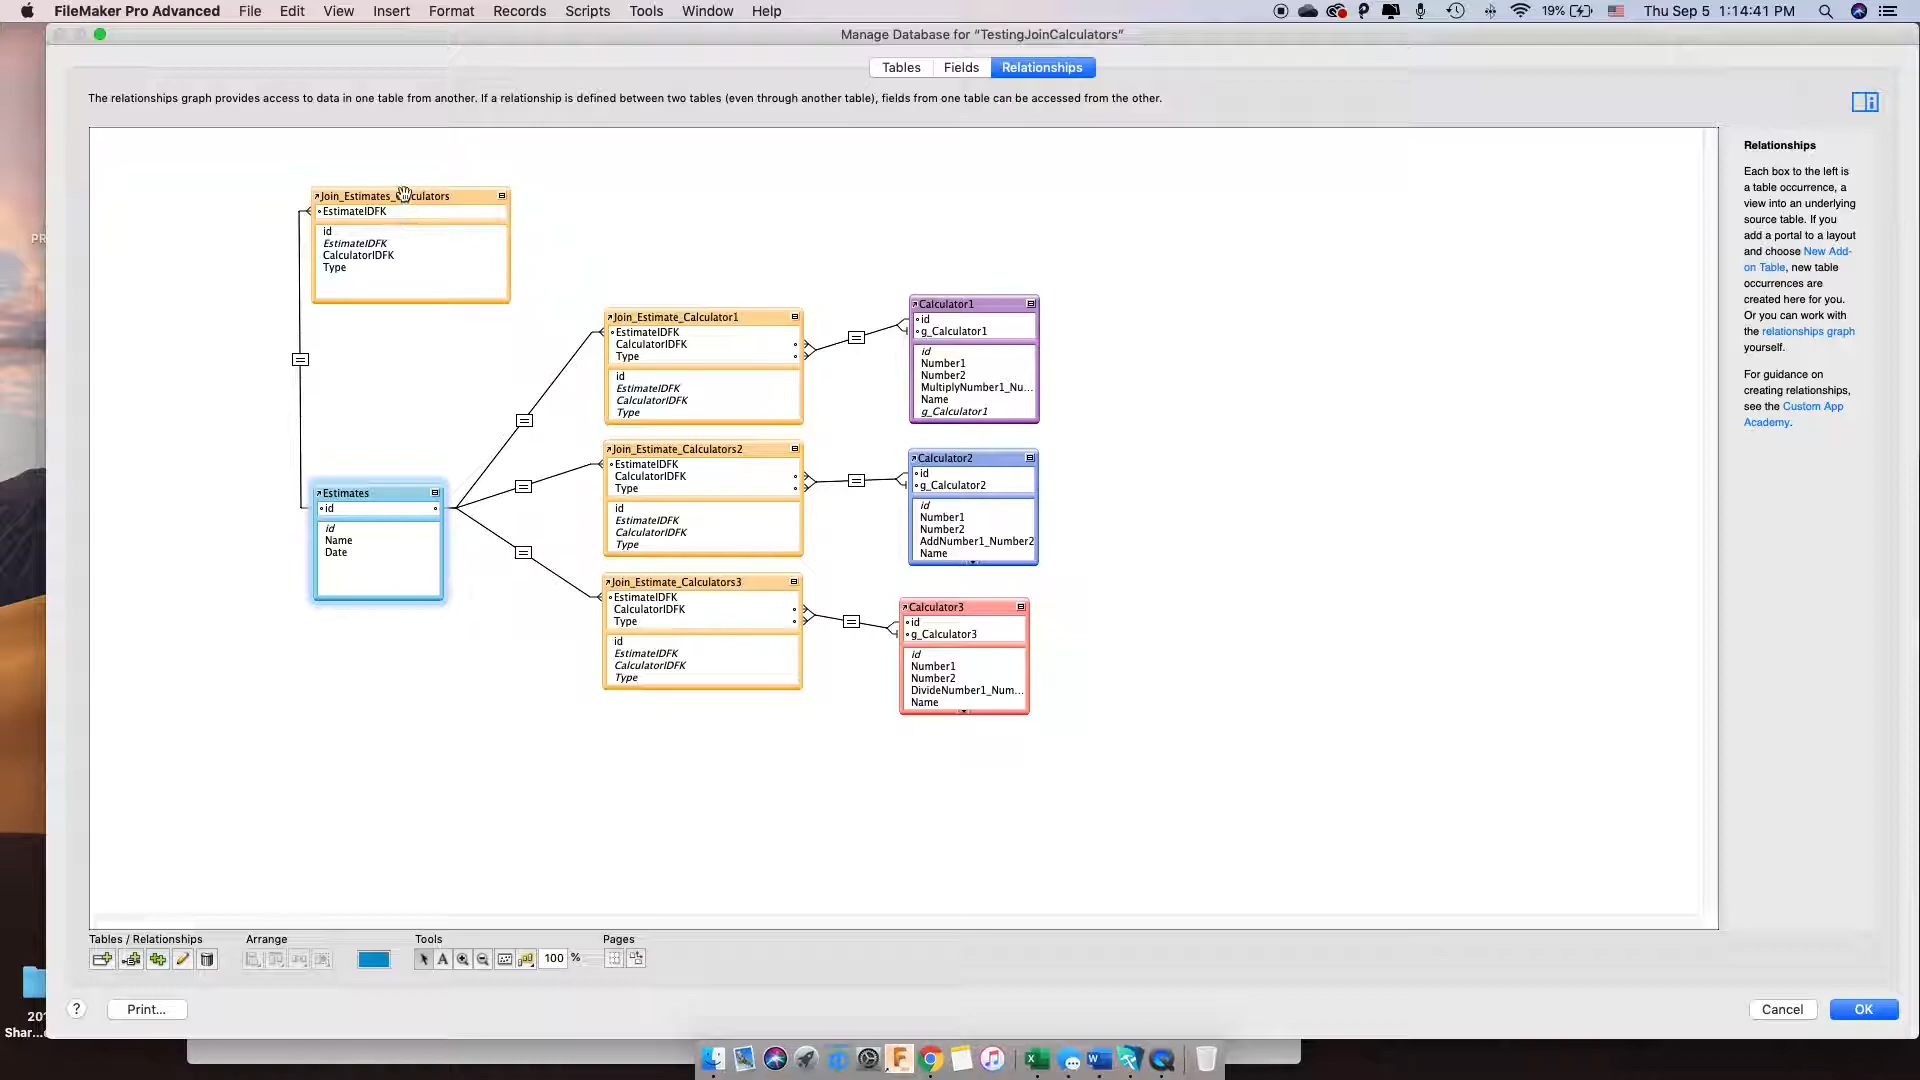 FileMaker Pro Advanced File Edit View Insert Format Records Scripts Tools Window Help 19% Thu Sep 5 1:14:41 PM
Manage Database for “TestingJoinCalculators”
Tables Fields Relationships
The relationships graph provides access to data in one table from another. If a relationship is defined between two tables (even through another table), fields from one table can be accessed from the other.
Join_Estimates_Calculators
EstimateIDFK
id
EstimateIDFK
CalculatorIDFK
Type
Estimates
id
id
Name
Date
Join_Estimate_Calculator1
EstimateIDFK
CalculatorIDFK
Type
id
EstimateIDFK
CalculatorIDFK
Type
Join_Estimate_Calculators2
EstimateIDFK
CalculatorIDFK
Type
id
EstimateIDFK
CalculatorIDFK
Type
Join_Estimate_Calculators3
EstimateIDFK
CalculatorIDFK
Type
id
EstimateIDFK
CalculatorIDFK
Type
Calculator1
id
g_Calculator1
id
Number1
Number2
MultiplyNumber1_Nu...
Name
g_Calculator1
Calculator2
id
g_Calculator2
id
Number1
Number2
AddNumber1_Number2
Name
Calculator3
id
g_Calculator3
id
Number1
Number2
DivideNumber1_Num...
Name
Relationships
Each box to the left is
a table occurrence, a
view into an underlying
source table. If you
add a portal to a layout
and choose New Add-
on Table, new table
occurrences are
created here for you.
Or you can work with
the relationships graph
yourself.
For guidance on
creating relationships,
see the Custom App
Academy.
Tables / Relationships Arrange Tools Pages
A 100 %
? Print... Cancel OK
PR
201
Shar...e